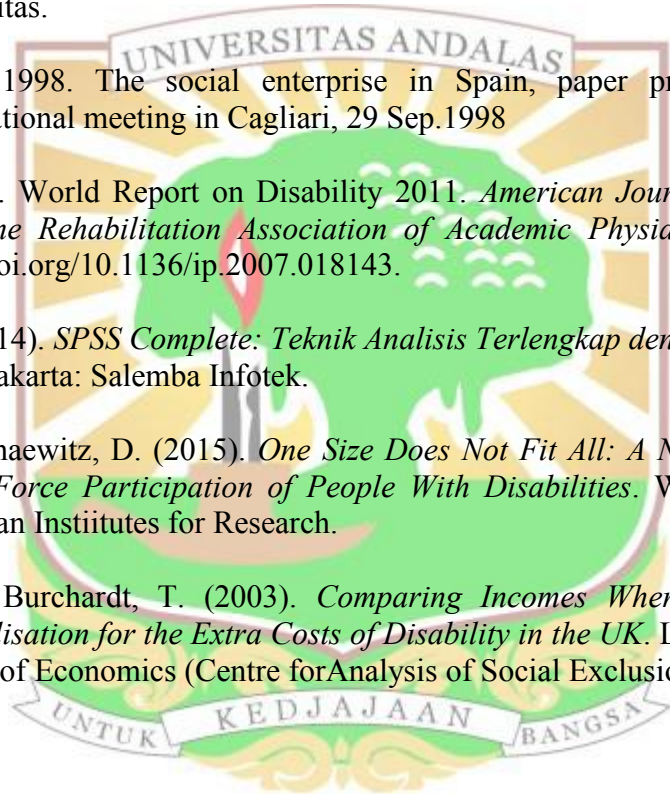 itas.
UNIVERSITAS ANDALAS
1998. The social enterprise in Spain, paper pr
ational meeting in Cagliari, 29 Sep.1998
. World Report on Disability 2011. American Jour
ne Rehabilitation Association of Academic Physia
oi.org/10.1136/ip.2007.018143.
14). SPSS Complete: Teknik Analisis Terlengkap den
akarta: Salemba Infotek.
haewitz, D. (2015). One Size Does Not Fit All: A N
Force Participation of People With Disabilities. W
an Instiitutes for Research.
Burchardt, T. (2003). Comparing Incomes When
lisation for the Extra Costs of Disability in the UK. L
of Economics (Centre forAnalysis of Social Exclusio
UNTUK KEDJAJAAN BANGSA